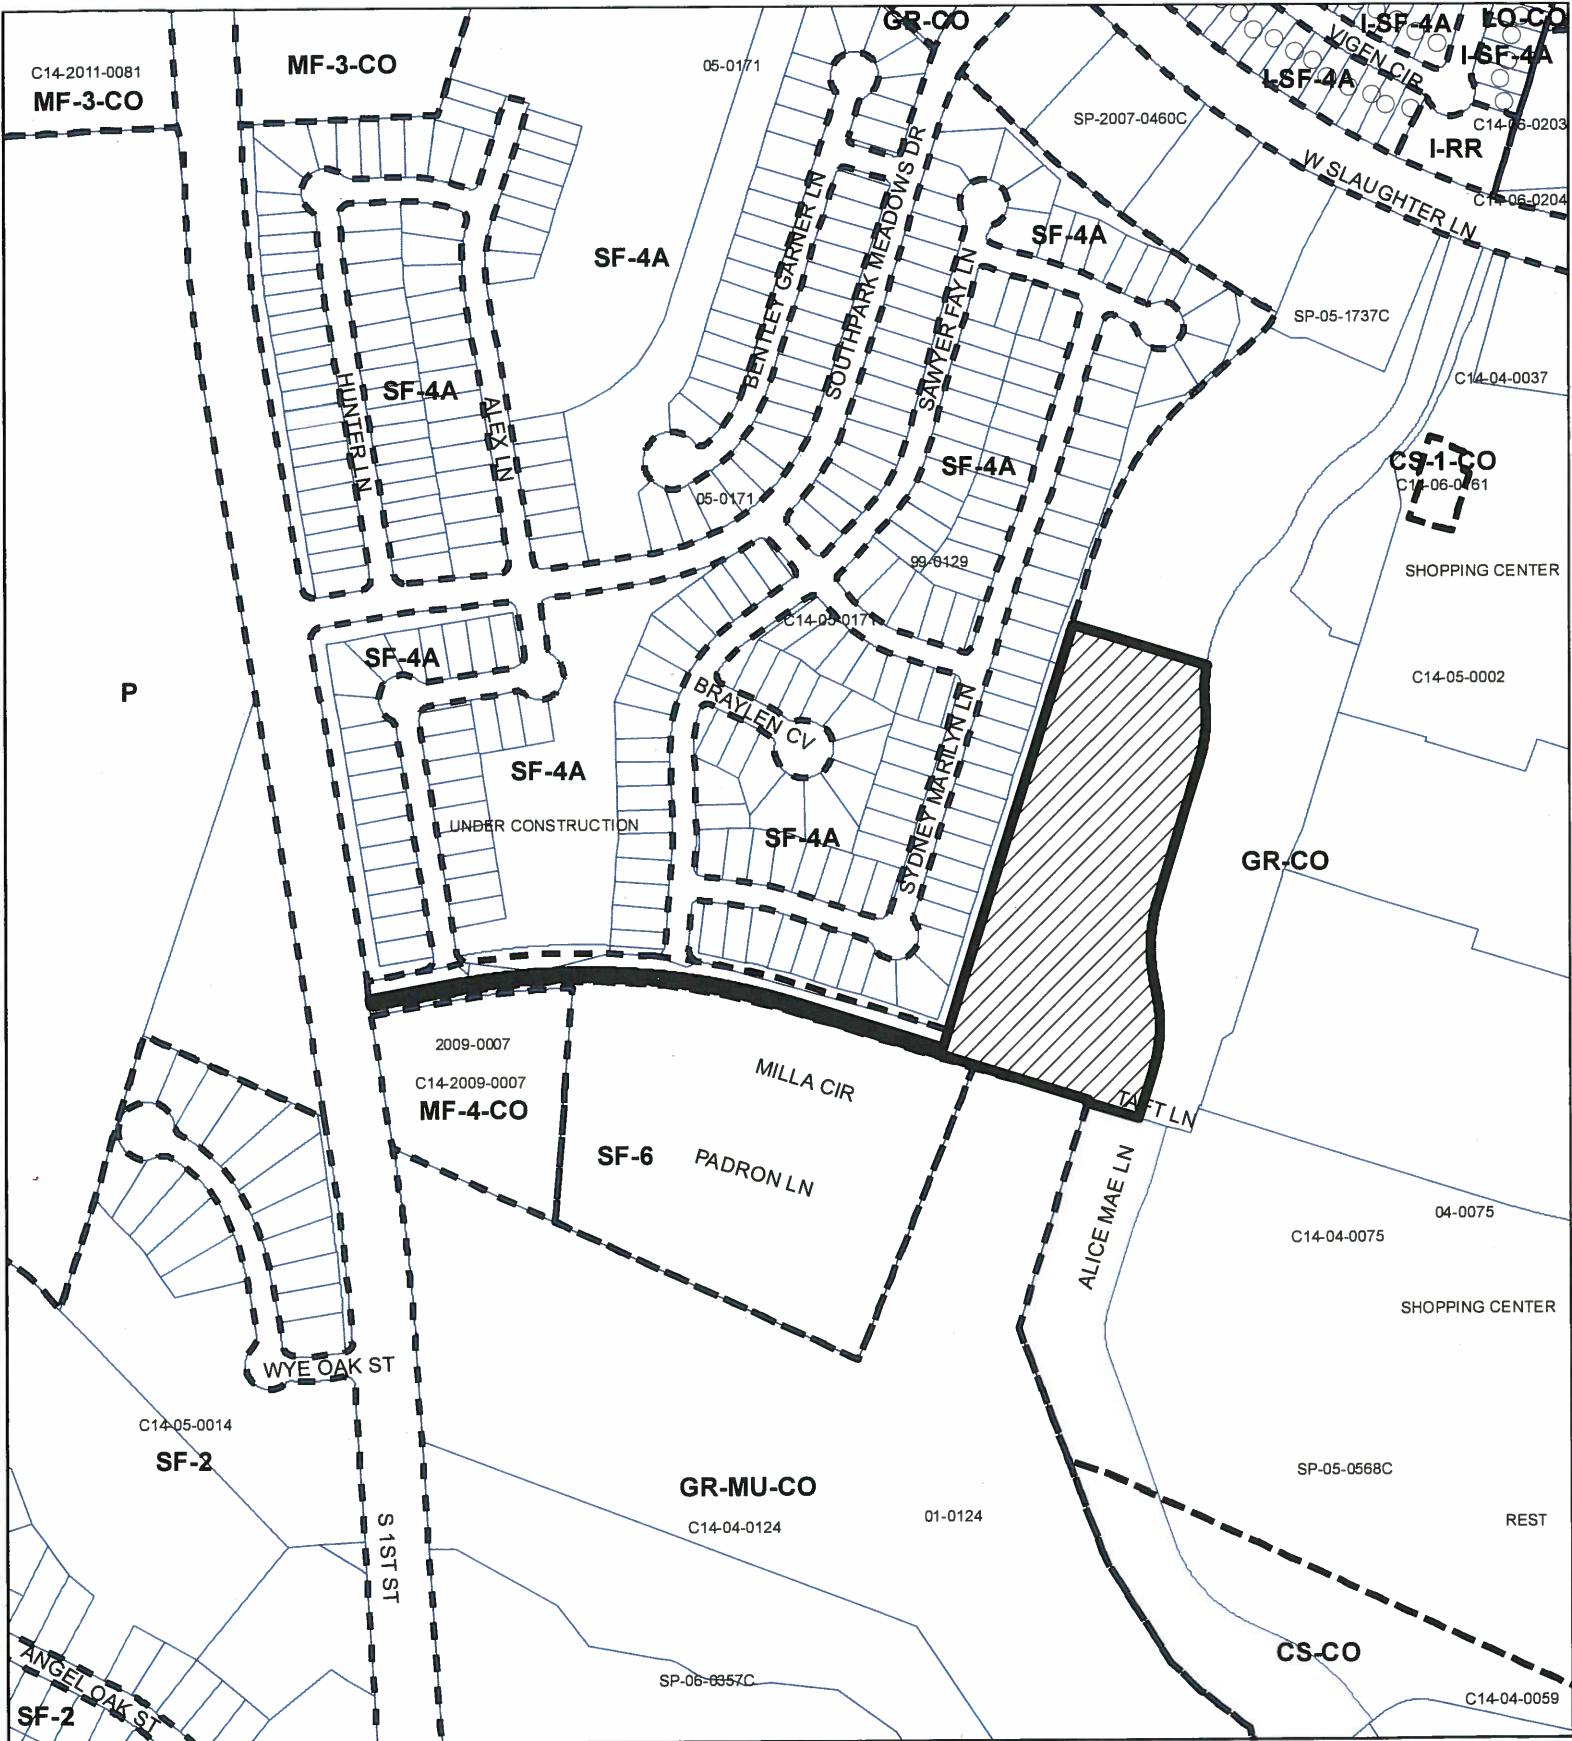 GR-CO
I-SF-4A
LO-CO
C14-2011-0081
MF-3-CO
MF-3-CO
05-0171
VIGEN CIR
I-SF-4A
I-SF-4A
SP-2007-0460C
C14-06-0203
I-RR
W SLAUGHTER LN
C14-06-0204
SF-4A
SF-4A
BENTLEY GARNER LN
SOUTHPARK MEADOWS DR
SAWYER FAY LN
SP-05-1737C
C14-04-0037
HUNTER LN
SF-4A
ALEX LN
SF-4A
CS-1-CO
C14-06-0161
05-0171
99-0129
SHOPPING CENTER
C14-05-0171
SF-4A
C14-05-0002
P
BRAYLEN CV
SYDNEY MARILYN LN
SF-4A
UNDER CONSTRUCTION
SF-4A
GR-CO
2009-0007
C14-2009-0007
MF-4-CO
MILLA CIR
TAFT LN
SF-6
PADRON LN
ALICE MAE LN
04-0075
C14-04-0075
SHOPPING CENTER
WYE OAK ST
C14-05-0014
SF-2
GR-MU-CO
C14-04-0124
01-0124
SP-05-0568C
REST
S 1ST ST
CS-CO
SP-06-0357C
C14-04-0059
ANGEL OAK ST
SF-2